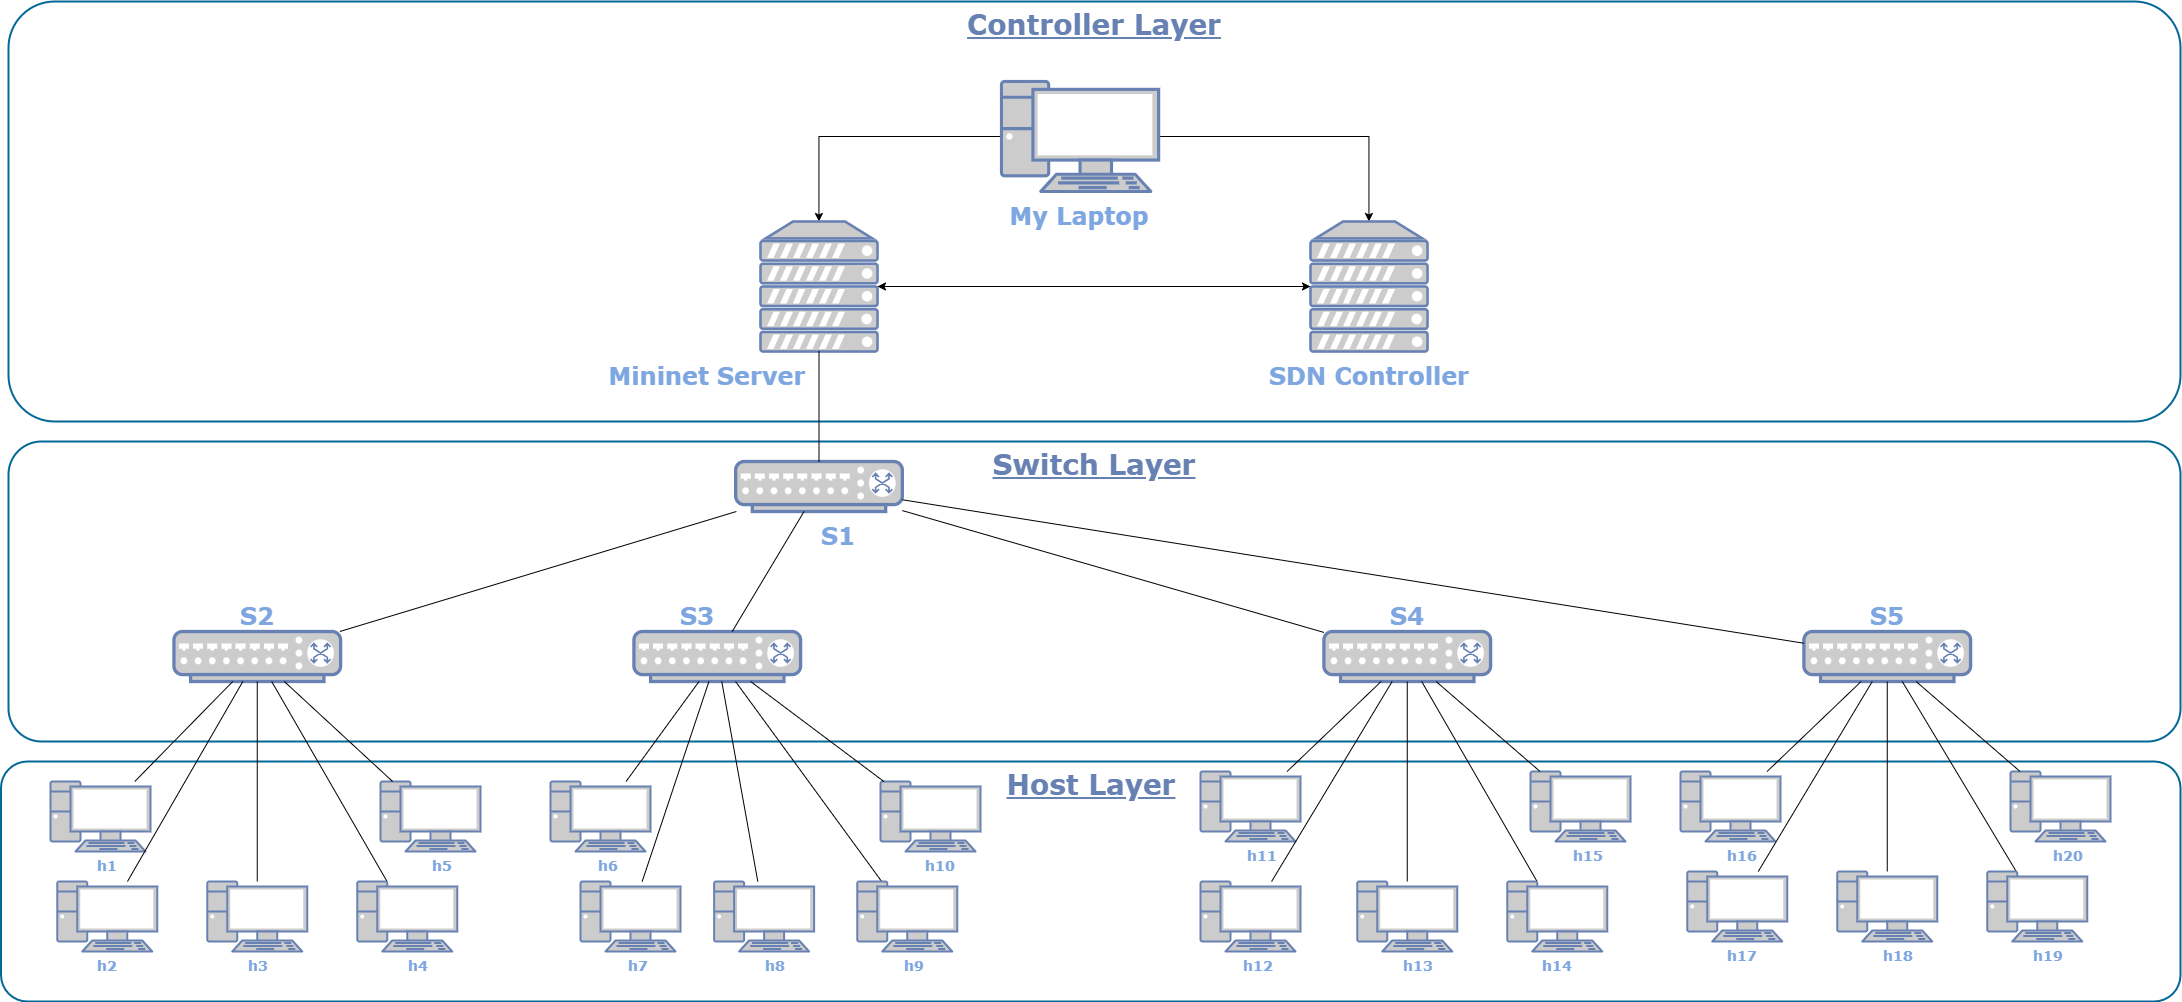 Controller Layer
My Laptop
Mininet Server
SDN Controller
Switch Layer
S1
S2
S3
S4
S5
Host Layer
h1
h5
h6
h10
h11
h15
h16
h20
h2
h3
h4
h7
h8
h9
h12
h13
h14
h17
h18
h19